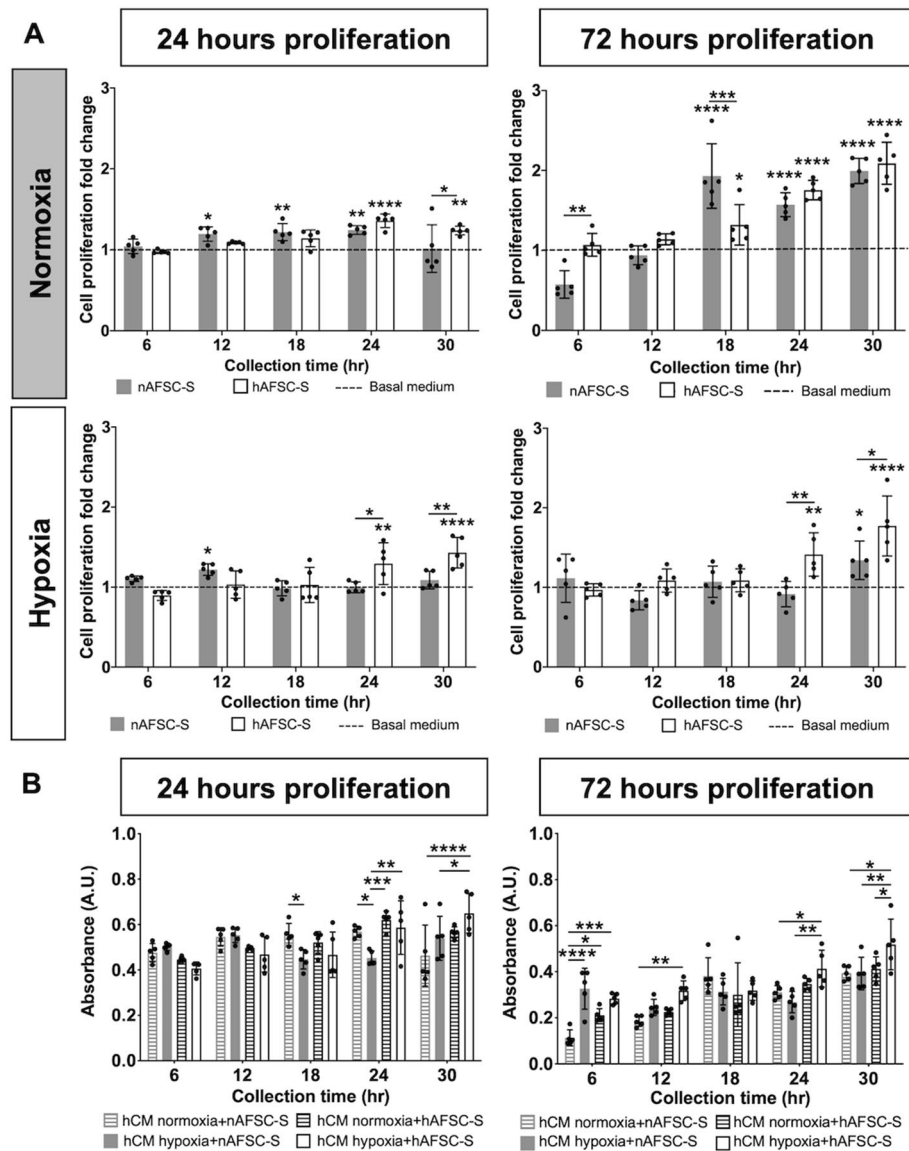 A
24 hours proliferation
72 hours proliferation
Normoxia
Cell proliferation fold change
3
2
1
0
*
**
**
****
*
**
6 12 18 24 30
Collection time (hr)
nAFSC-S hAFSC-S Basal medium
Cell proliferation fold change
3
2
1
0
**
***
****
*
****
****
****
****
6 12 18 24 30
Collection time (hr)
nAFSC-S hAFSC-S Basal medium
Hypoxia
Cell proliferation fold change
3
2
1
0
*
*
**
**
****
6 12 18 24 30
Collection time (hr)
nAFSC-S hAFSC-S Basal medium
Cell proliferation fold change
3
2
1
0
**
**
*
*
****
6 12 18 24 30
Collection time (hr)
nAFSC-S hAFSC-S Basal medium
B
24 hours proliferation
72 hours proliferation
Absorbance (A.U.)
1.0
0.8
0.6
0.4
0.2
0.0
*
**
***
*
****
*
6 12 18 24 30
Collection time (hr)
hCM normoxia+nAFSC-S hCM normoxia+hAFSC-S
hCM hypoxia+nAFSC-S hCM hypoxia+hAFSC-S
Absorbance (A.U.)
1.0
0.8
0.6
0.4
0.2
0.0
***
*
****
**
*
**
*
**
*
6 12 18 24 30
Collection time (hr)
hCM normoxia+nAFSC-S hCM normoxia+hAFSC-S
hCM hypoxia+nAFSC-S hCM hypoxia+hAFSC-S